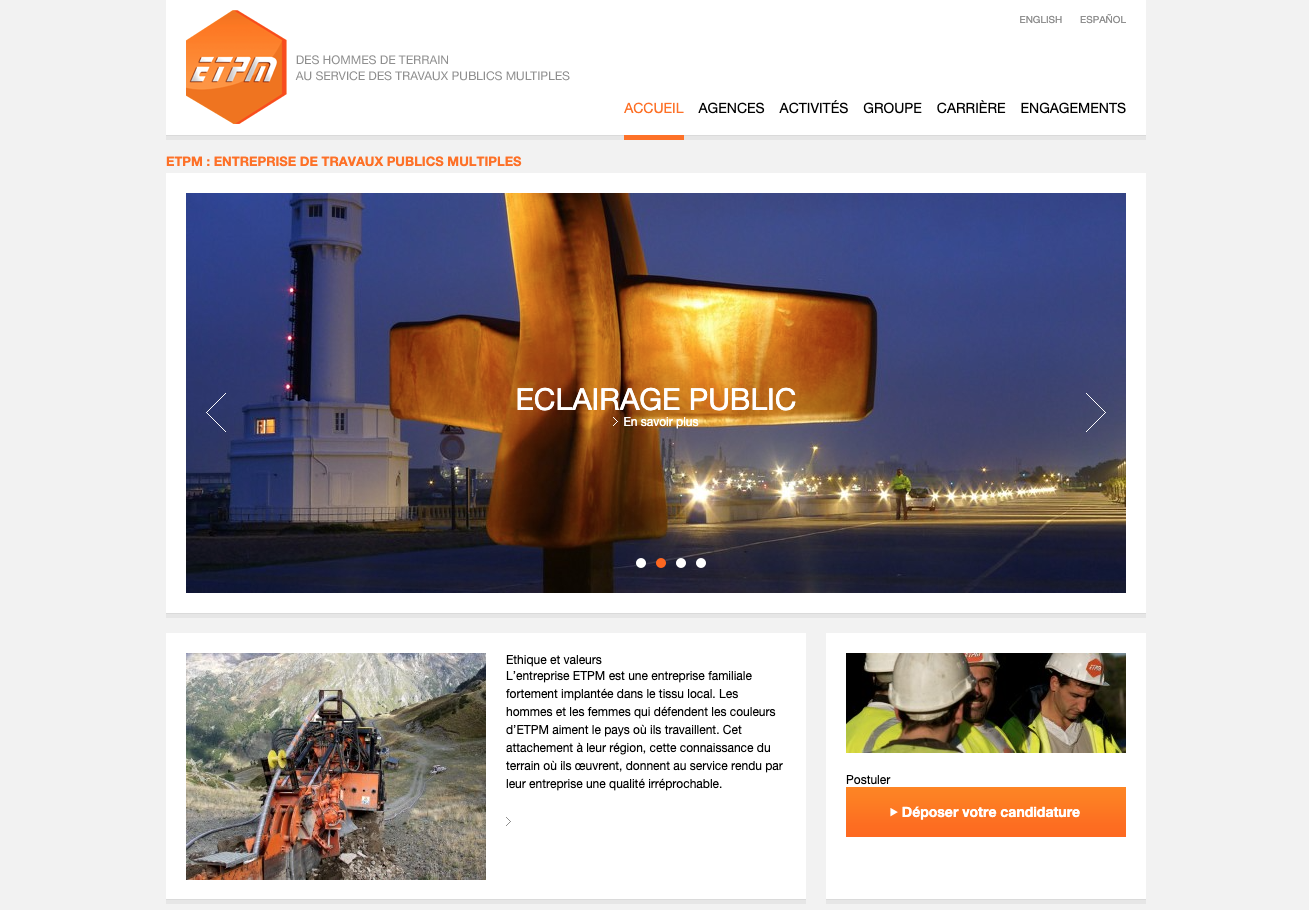 ENGLISH ESPAÑOL
ETPM
DES HOMMES DE TERRAIN
AU SERVICE DES TRAVAUX PUBLICS MULTIPLES
ACCUEIL AGENCES ACTIVITÉS GROUPE CARRIÈRE ENGAGEMENTS
ETPM : ENTREPRISE DE TRAVAUX PUBLICS MULTIPLES
ECLAIRAGE PUBLIC
En savoir plus
Ethique et valeurs
L'entreprise ETPM est une entreprise familiale
fortement implantée dans le tissu local. Les
hommes et les femmes qui défendent les couleurs
d'ETPM aiment le pays où ils travaillent. Cet
attachement à leur région, cette connaissance du
terrain où ils œuvrent, donnent au service rendu par
leur entreprise une qualité irréprochable.
Postuler
Déposer votre candidature